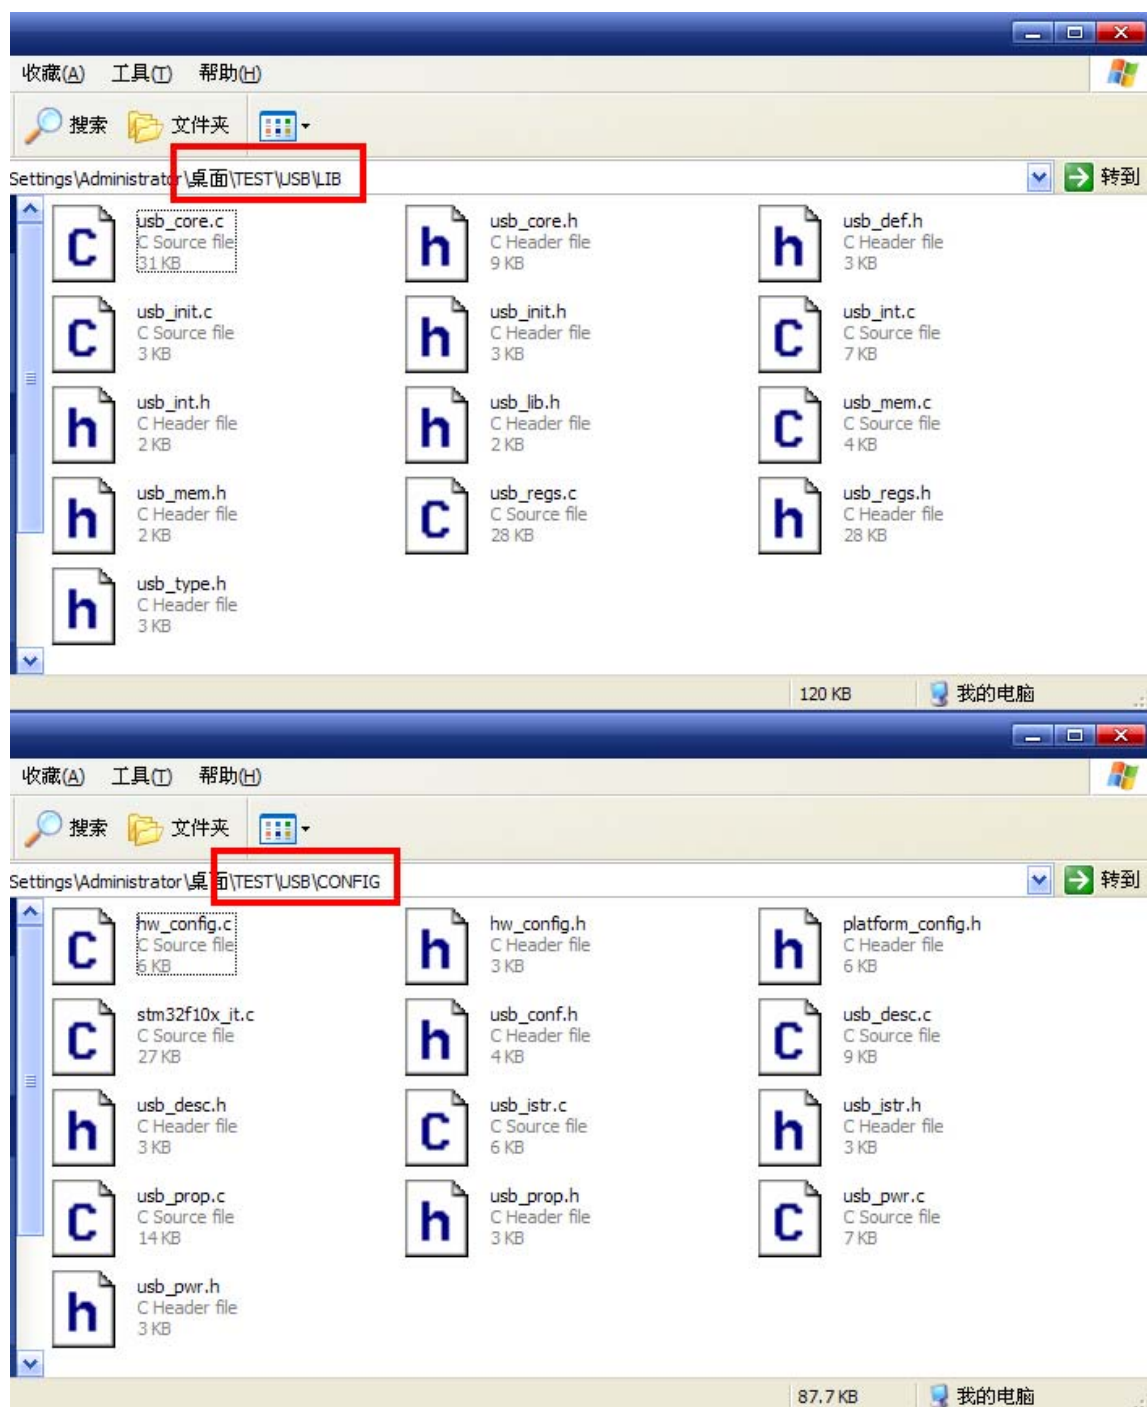 收藏(A) 工具(T) 帮助(H)
搜索 文件夹
Settings\Administrator\桌面\TEST\USB\LIB 转到
C usb_core.c h usb_core.h h usb_def.h
C Source file C Header file C Header file
31 KB 9 KB 3 KB
C usb_init.c h usb_init.h C usb_int.c
C Source file C Header file C Source file
3 KB 3 KB 7 KB
h usb_int.h h usb_lib.h C usb_mem.c
C Header file C Header file C Source file
2 KB 2 KB 4 KB
h usb_mem.h C usb_regs.c h usb_regs.h
C Header file C Source file C Header file
2 KB 28 KB 28 KB
h usb_type.h
C Header file
3 KB
120 KB 我的电脑
收藏(A) 工具(T) 帮助(H)
搜索 文件夹
Settings\Administrator\桌面\TEST\USB\CONFIG 转到
C hw_config.c h hw_config.h h platform_config.h
C Source file C Header file C Header file
6 KB 3 KB 6 KB
C stm32f10x_it.c h usb_conf.h C usb_desc.c
C Source file C Header file C Source file
27 KB 4 KB 9 KB
h usb_desc.h C usb_istr.c h usb_istr.h
C Header file C Source file C Header file
3 KB 6 KB 3 KB
C usb_prop.c h usb_prop.h C usb_pwr.c
C Source file C Header file C Source file
14 KB 3 KB 7 KB
h usb_pwr.h
C Header file
3 KB
87.7 KB 我的电脑